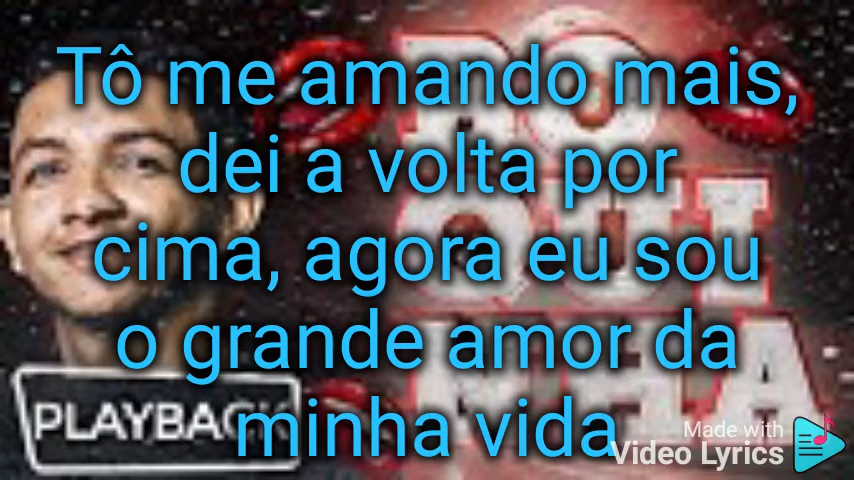 Tô me amando mais,
dei a volta por
cima, agora eu sou
o grande amor da
minha vida
PLAYBACK
Made with
Video Lyrics